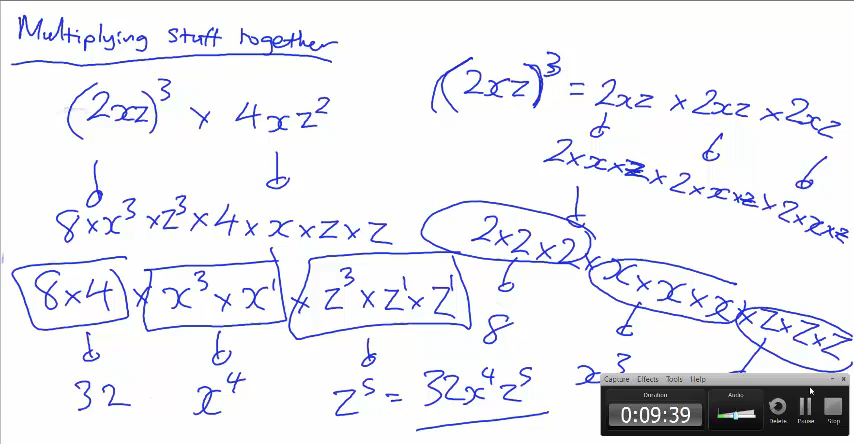 Multiplying stuff together
(2xz)³ × 4xz²
8 × x³ × z³ × 4 × x × z × z
8×4 × x³ × x¹ × z³ × z¹ × z¹
32 x⁴ z⁵ = 32x⁴z⁵
((2xz)³ = 2xz × 2xz × 2xz
2×x×z×2×x×z×2×x×z
2×2×2×x×x×x×z×z×z
8 x³
Capture Effects Tools Help
Duration
0:09:39
Audio
Delete Pause Stop